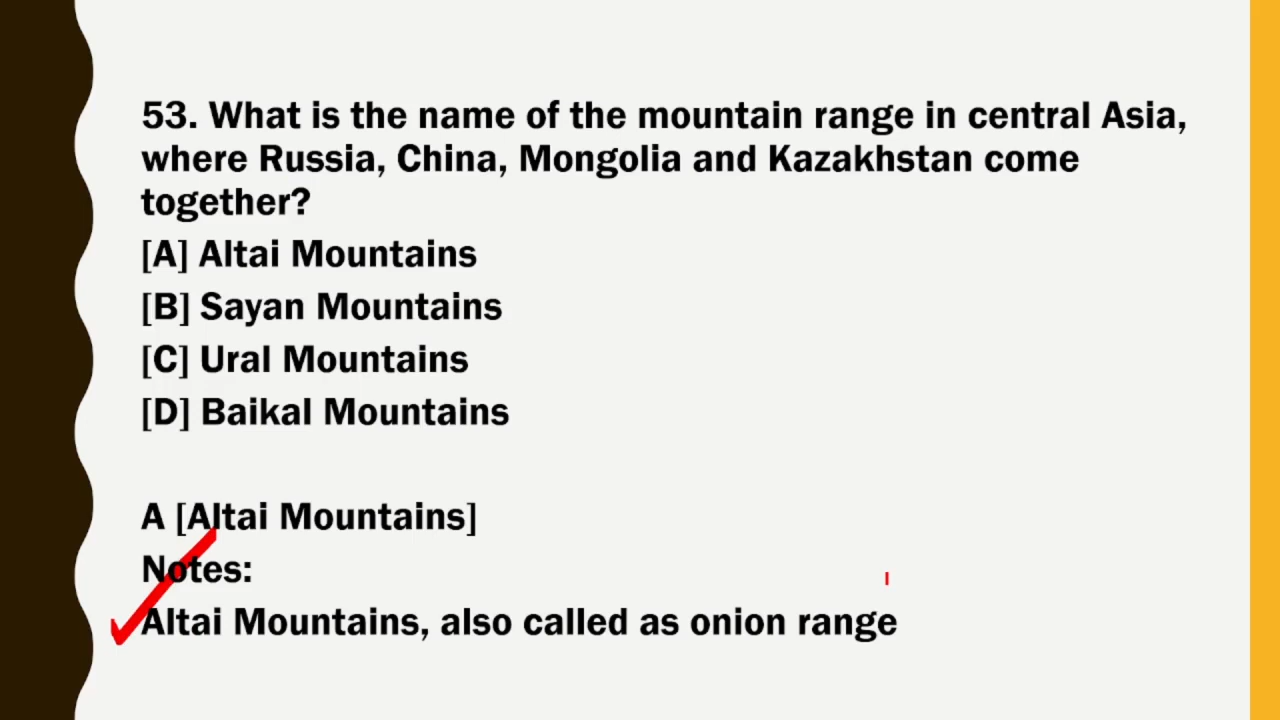 53. What is the name of the mountain range in central Asia,
where Russia, China, Mongolia and Kazakhstan come
together?
[A] Altai Mountains
[B] Sayan Mountains
[C] Ural Mountains
[D] Baikal Mountains
A [Altai Mountains]
Notes:
Altai Mountains, also called as onion range